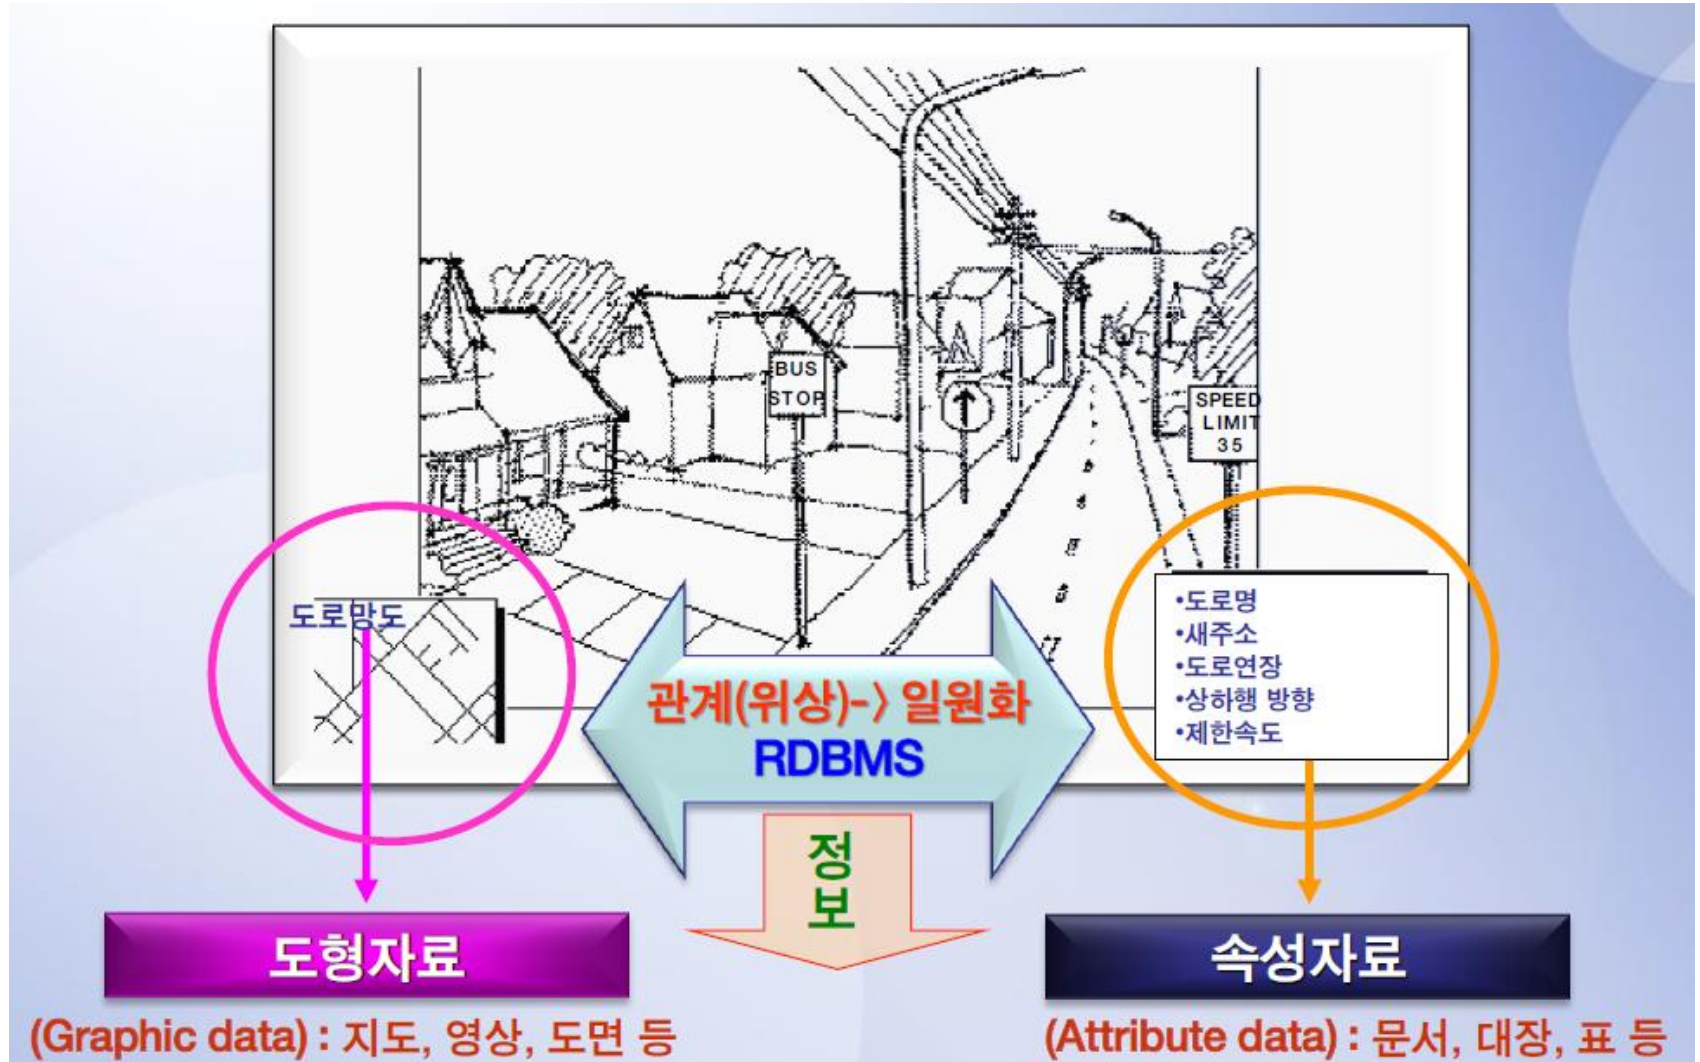 BUS
STOP
SPEED
LIMIT
35
도로망도
•도로명
•새주소
•도로연장
•상하행 방향
•제한속도
관계(위상)-> 일원화
RDBMS
정
보
도형자료
속성자료
(Graphic data) : 지도, 영상, 도면 등
(Attribute data) : 문서, 대장, 표 등